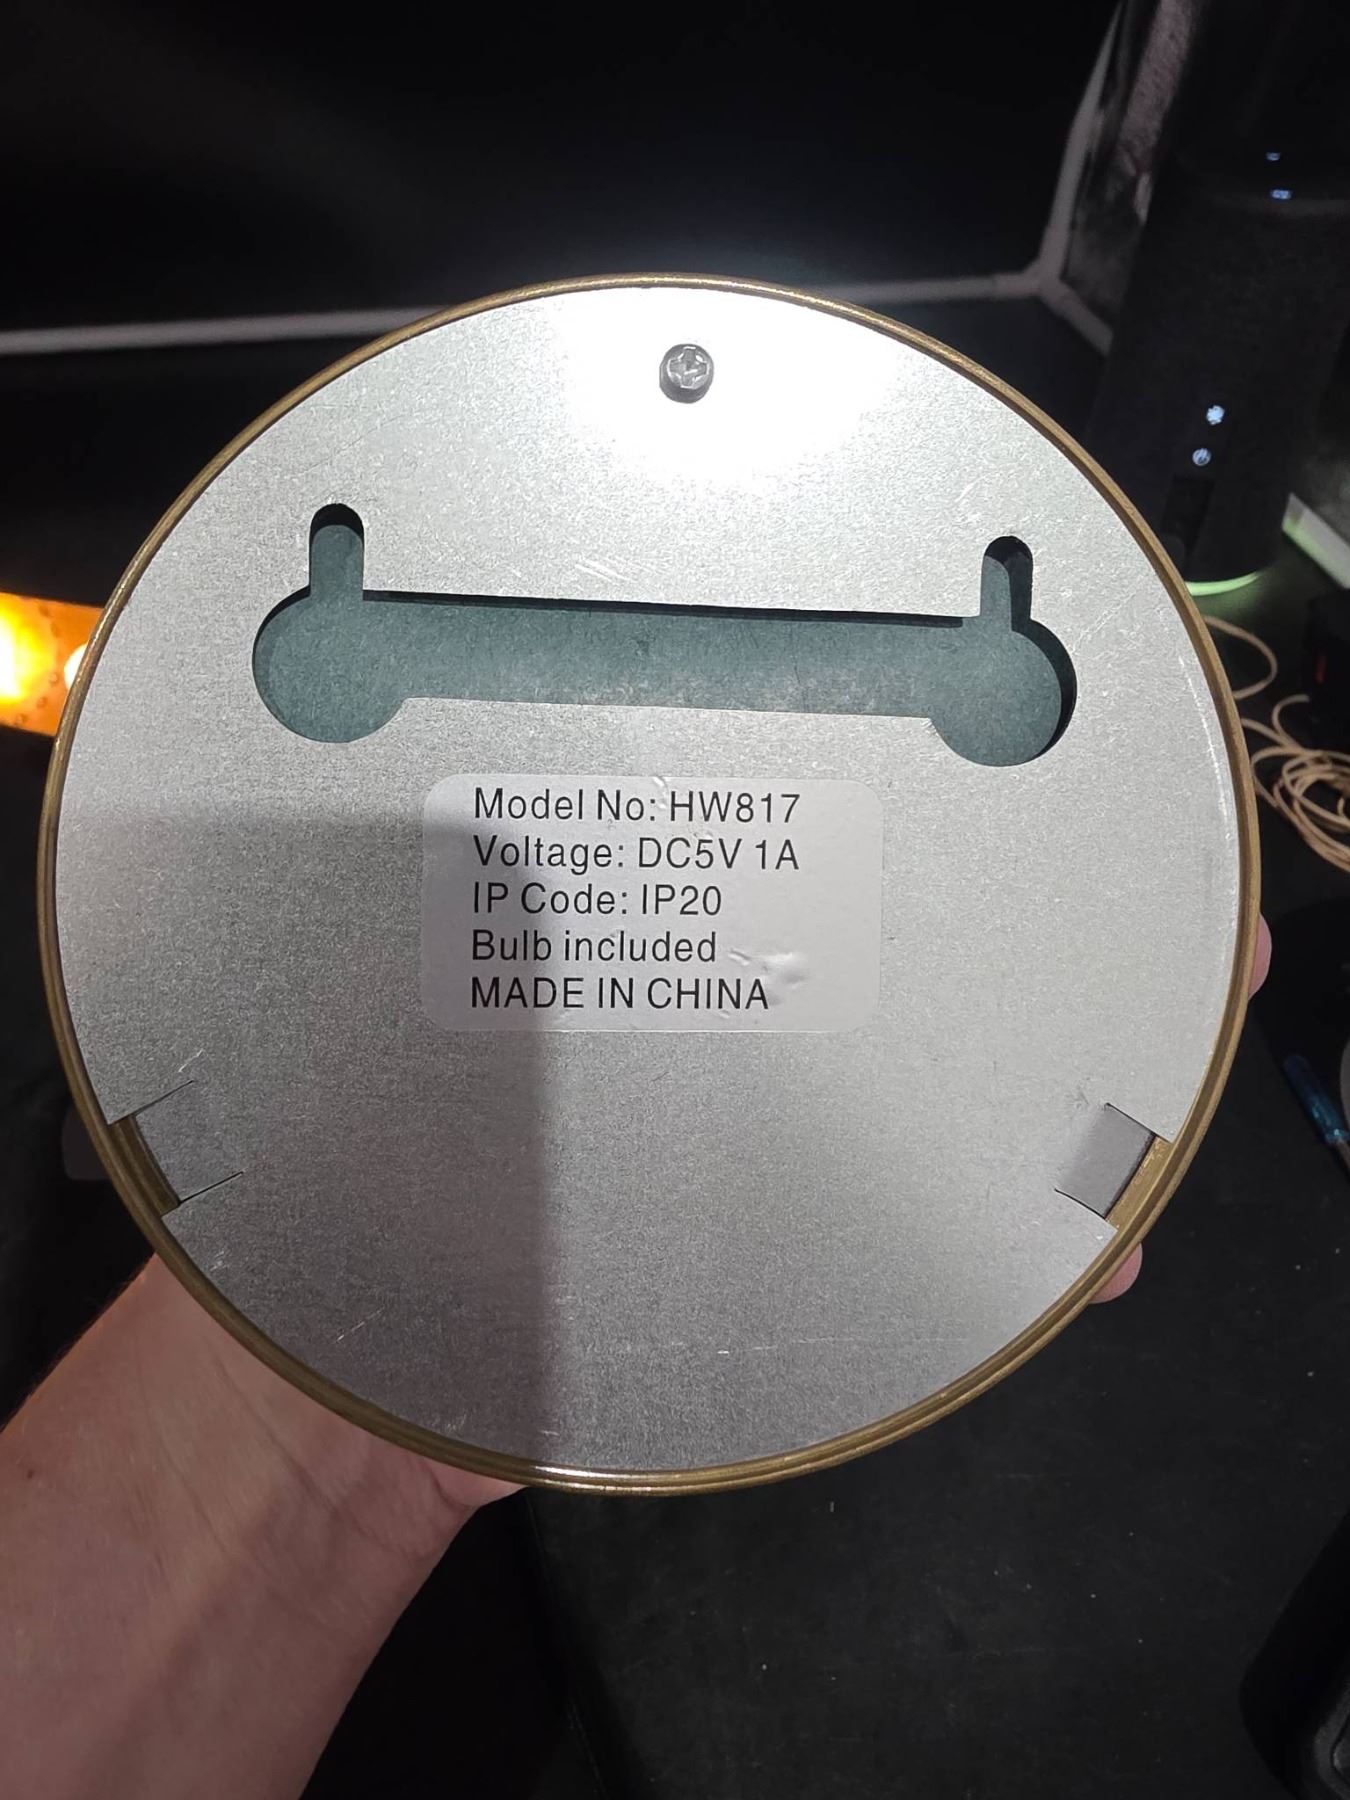 Model No: HW817
Voltage: DC5V 1A
IP Code: IP20
Bulb included
MADE IN CHINA